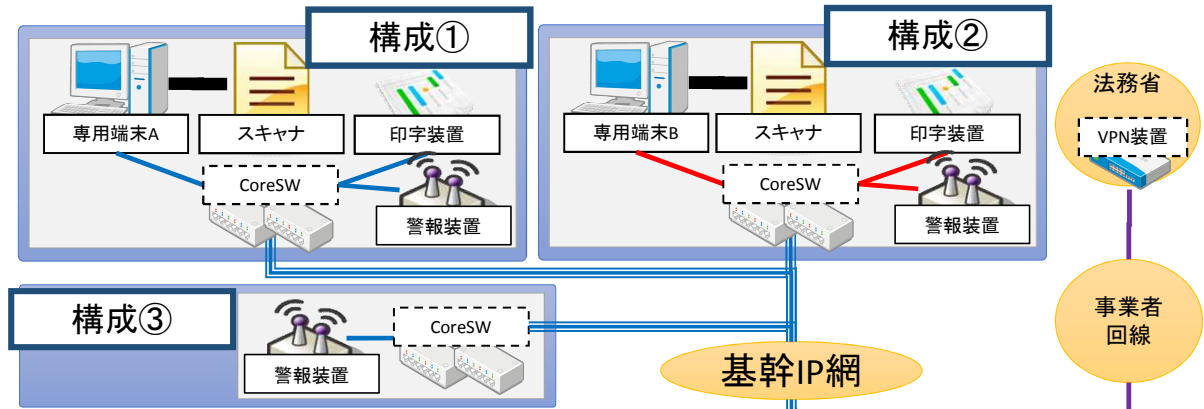 構成①
専用端末A
スキャナ
印字装置
CoreSW
警報装置
構成②
専用端末B
スキャナ
印字装置
CoreSW
警報装置
法務省
VPN装置
構成③
CoreSW
警報装置
基幹IP網
事業者
回線